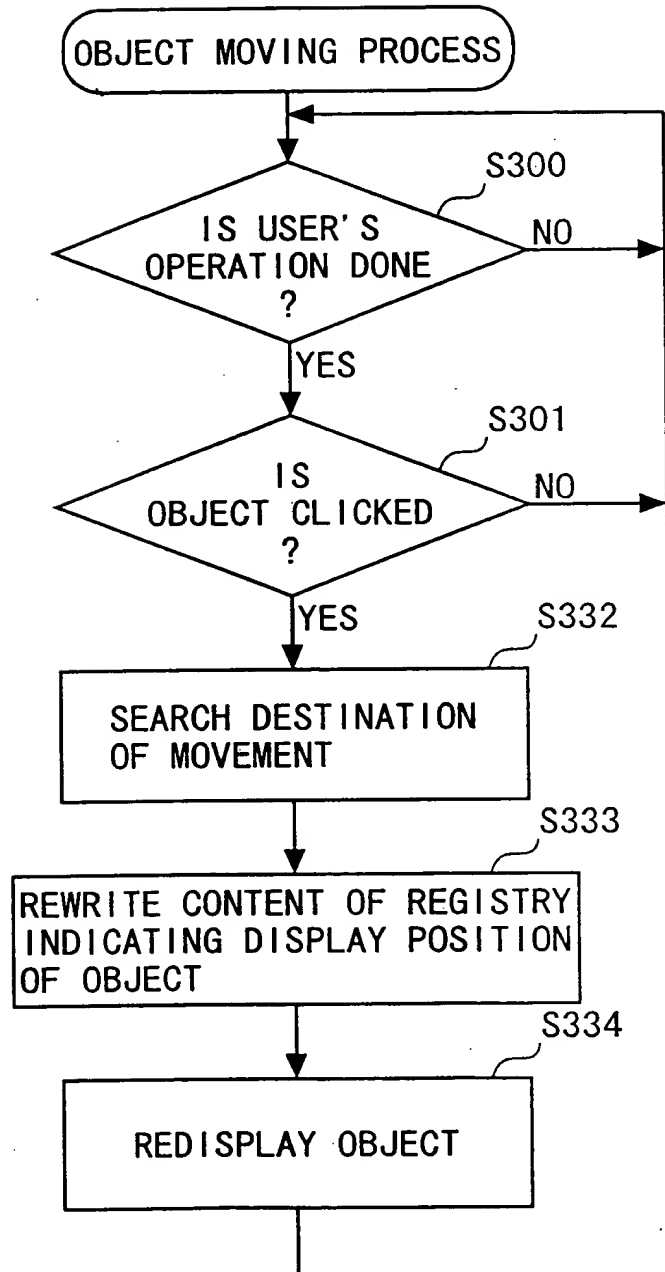 OBJECT MOVING PROCESS
S300
IS USER'S
OPERATION DONE
?
NO
YES
S301
IS
OBJECT CLICKED
?
NO
YES
S332
SEARCH DESTINATION
OF MOVEMENT
S333
REWRITE CONTENT OF REGISTRY
INDICATING DISPLAY POSITION
OF OBJECT
S334
REDISPLAY OBJECT